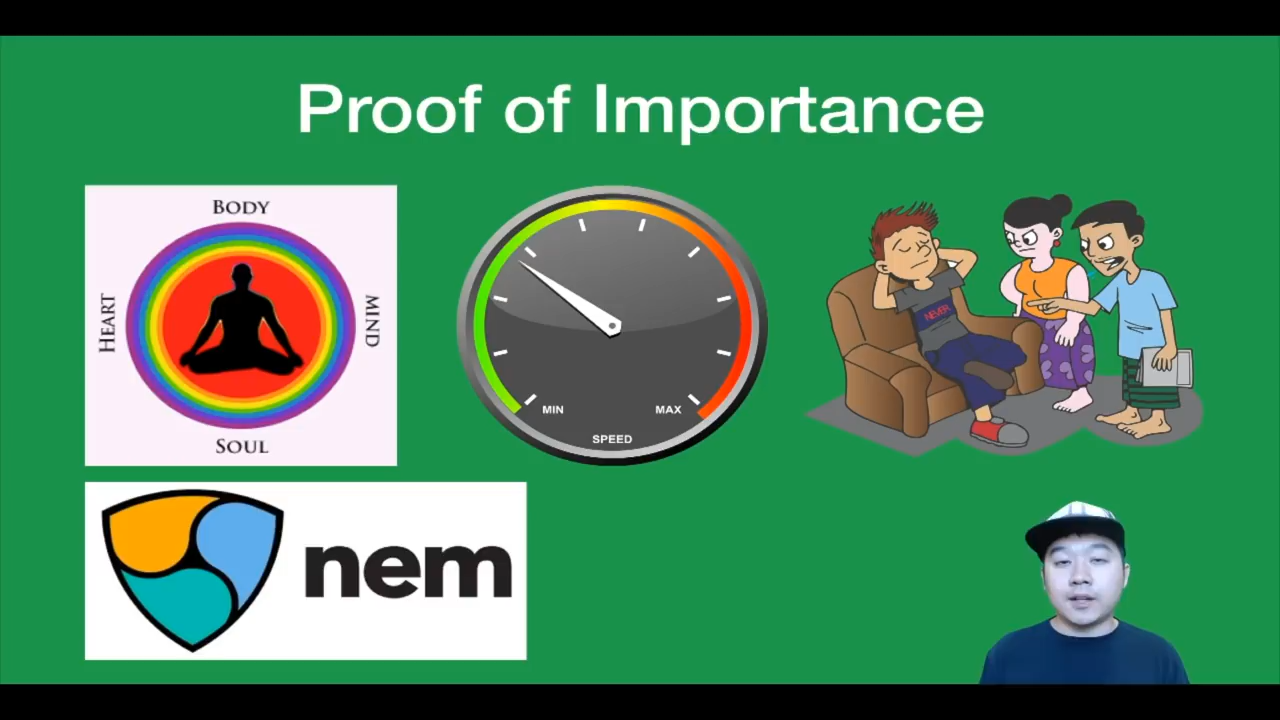 Proof of Importance
BODY
HEART
MIND
SOUL
MIN
MAX
SPEED
NEVER
nem